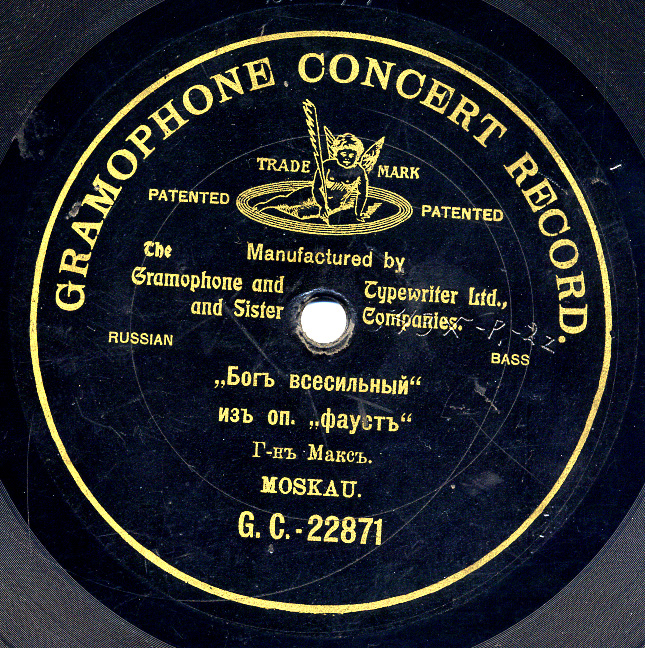 GRAMOPHONE CONCERT RECORD.
TRADE MARK
PATENTED PATENTED
Manufactured by
The
Gramophone and Typewriter Ltd.,
and Sister Companies.
RUSSIAN
BASS
„Богъ всесильный“
изъ оп. „фаустъ“
Г-нъ Максъ.
MOSKAU.
G. C.-22871